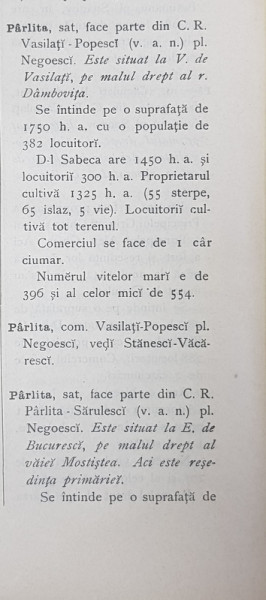 Pârlita, sat, face parte din C. R.
Vasilațĭ-Popescĭ (v. a. n.) pl.
Negoescĭ. Este situat la V. de
Vasilațĭ, pe malul drept al r.
Dâmbovița.
Se întinde pe o suprafață de
1750 h. a. cu o populație de
382 locuitorĭ.
D-l Sabeca are 1450 h. a. și
locuitoriĭ 300 h. a. Proprietarul
cultivă 1325 h. a. (55 sterpe,
65 islaz, 5 vie). Locuitoriĭ cul-
tivă tot terenul.
Comerciul se face de 1 câr
ciumar.
Numĕrul vitelor marĭ e de
396 și al celor micĭ de 554.
Pârlita, com. Vasilațĭ-Popescĭ pl.
Negoescĭ, veḑĭ Stănescĭ-Văcă-
rescĭ.
Pârlita, sat, face parte din C. R.
Pârlita - Sărulescĭ (v. a. n.) pl.
Negoescĭ. Este situat la E. de
Bucurescĭ, pe malul drept al
văieĭ Mostiștea. Aci este reșe-
dința primărieĭ.
Se întinde pe o suprafață de